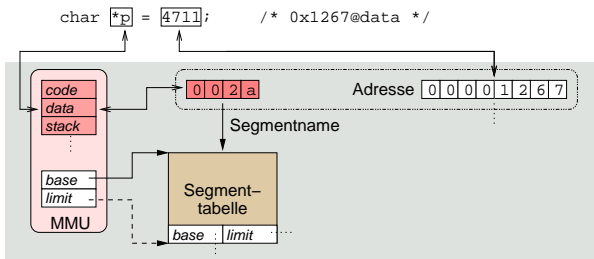 char *p = 4711; /* 0x1267@data */
code
data
stack
0 0 2 a
Adresse 0 0 0 0 1 2 6 7
Segmentname
base
limit
MMU
Segment–
tabelle
base limit